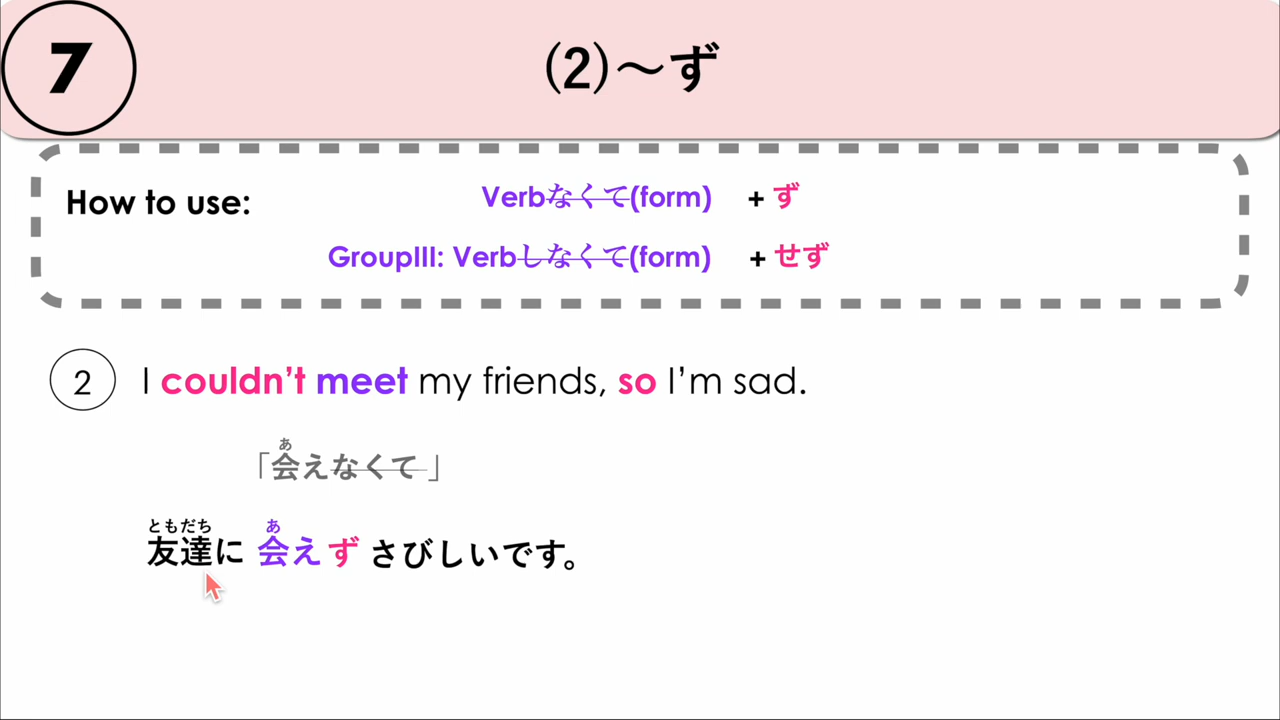 7
(2)〜ず
How to use:
Verbなくて(form) + ず
GroupIII: Verbしなくて(form) + せず
2 I couldn't meet my friends, so I'm sad.
あ
「会えなくて」
ともだち あ
友達に 会えず さびしいです。